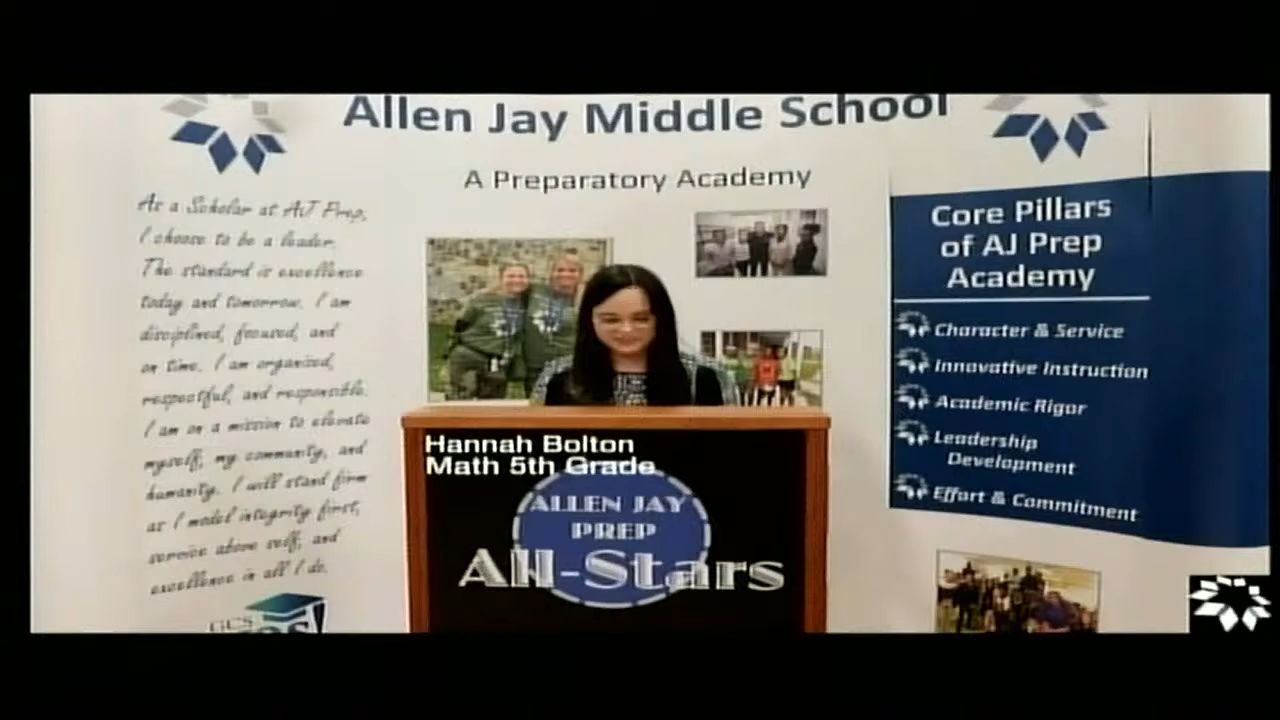 Allen Jay Middle School
A Preparatory Academy
As a Scholar at AJ Prep,
I choose to be a leader.
The standard is excellence
today and tomorrow. I am
disciplined, focused, and
on time. I am organized,
respectful, and responsible.
I am on a mission to elevate
myself, my community, and
humanity. I will stand firm
as I model integrity first,
service above self, and
excellence in all I do.
GCS
Core Pillars
of AJ Prep
Academy
Character & Service
Innovative Instruction
Academic Rigor
Leadership
Development
Effort & Commitment
Hannah Bolton
Math 5th Grade
ALLEN JAY
PREP
All-Stars